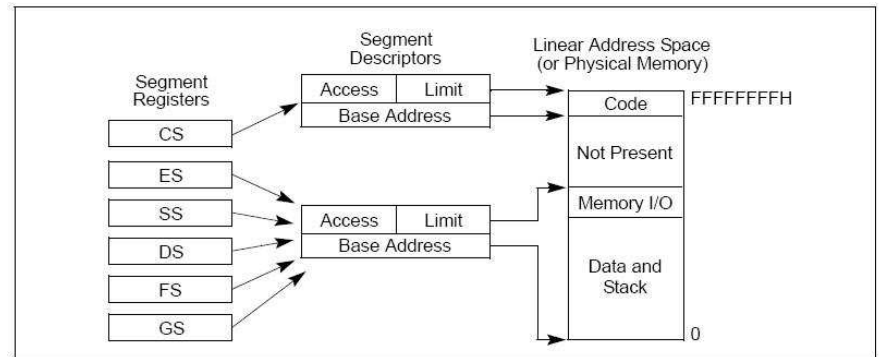 Segment
Registers
CS
ES
SS
DS
FS
GS
Segment
Descriptors
Access Limit
Base Address
Access Limit
Base Address
Linear Address Space
(or Physical Memory)
Code
FFFFFFFFH
Not Present
Memory I/O
Data and
Stack
0